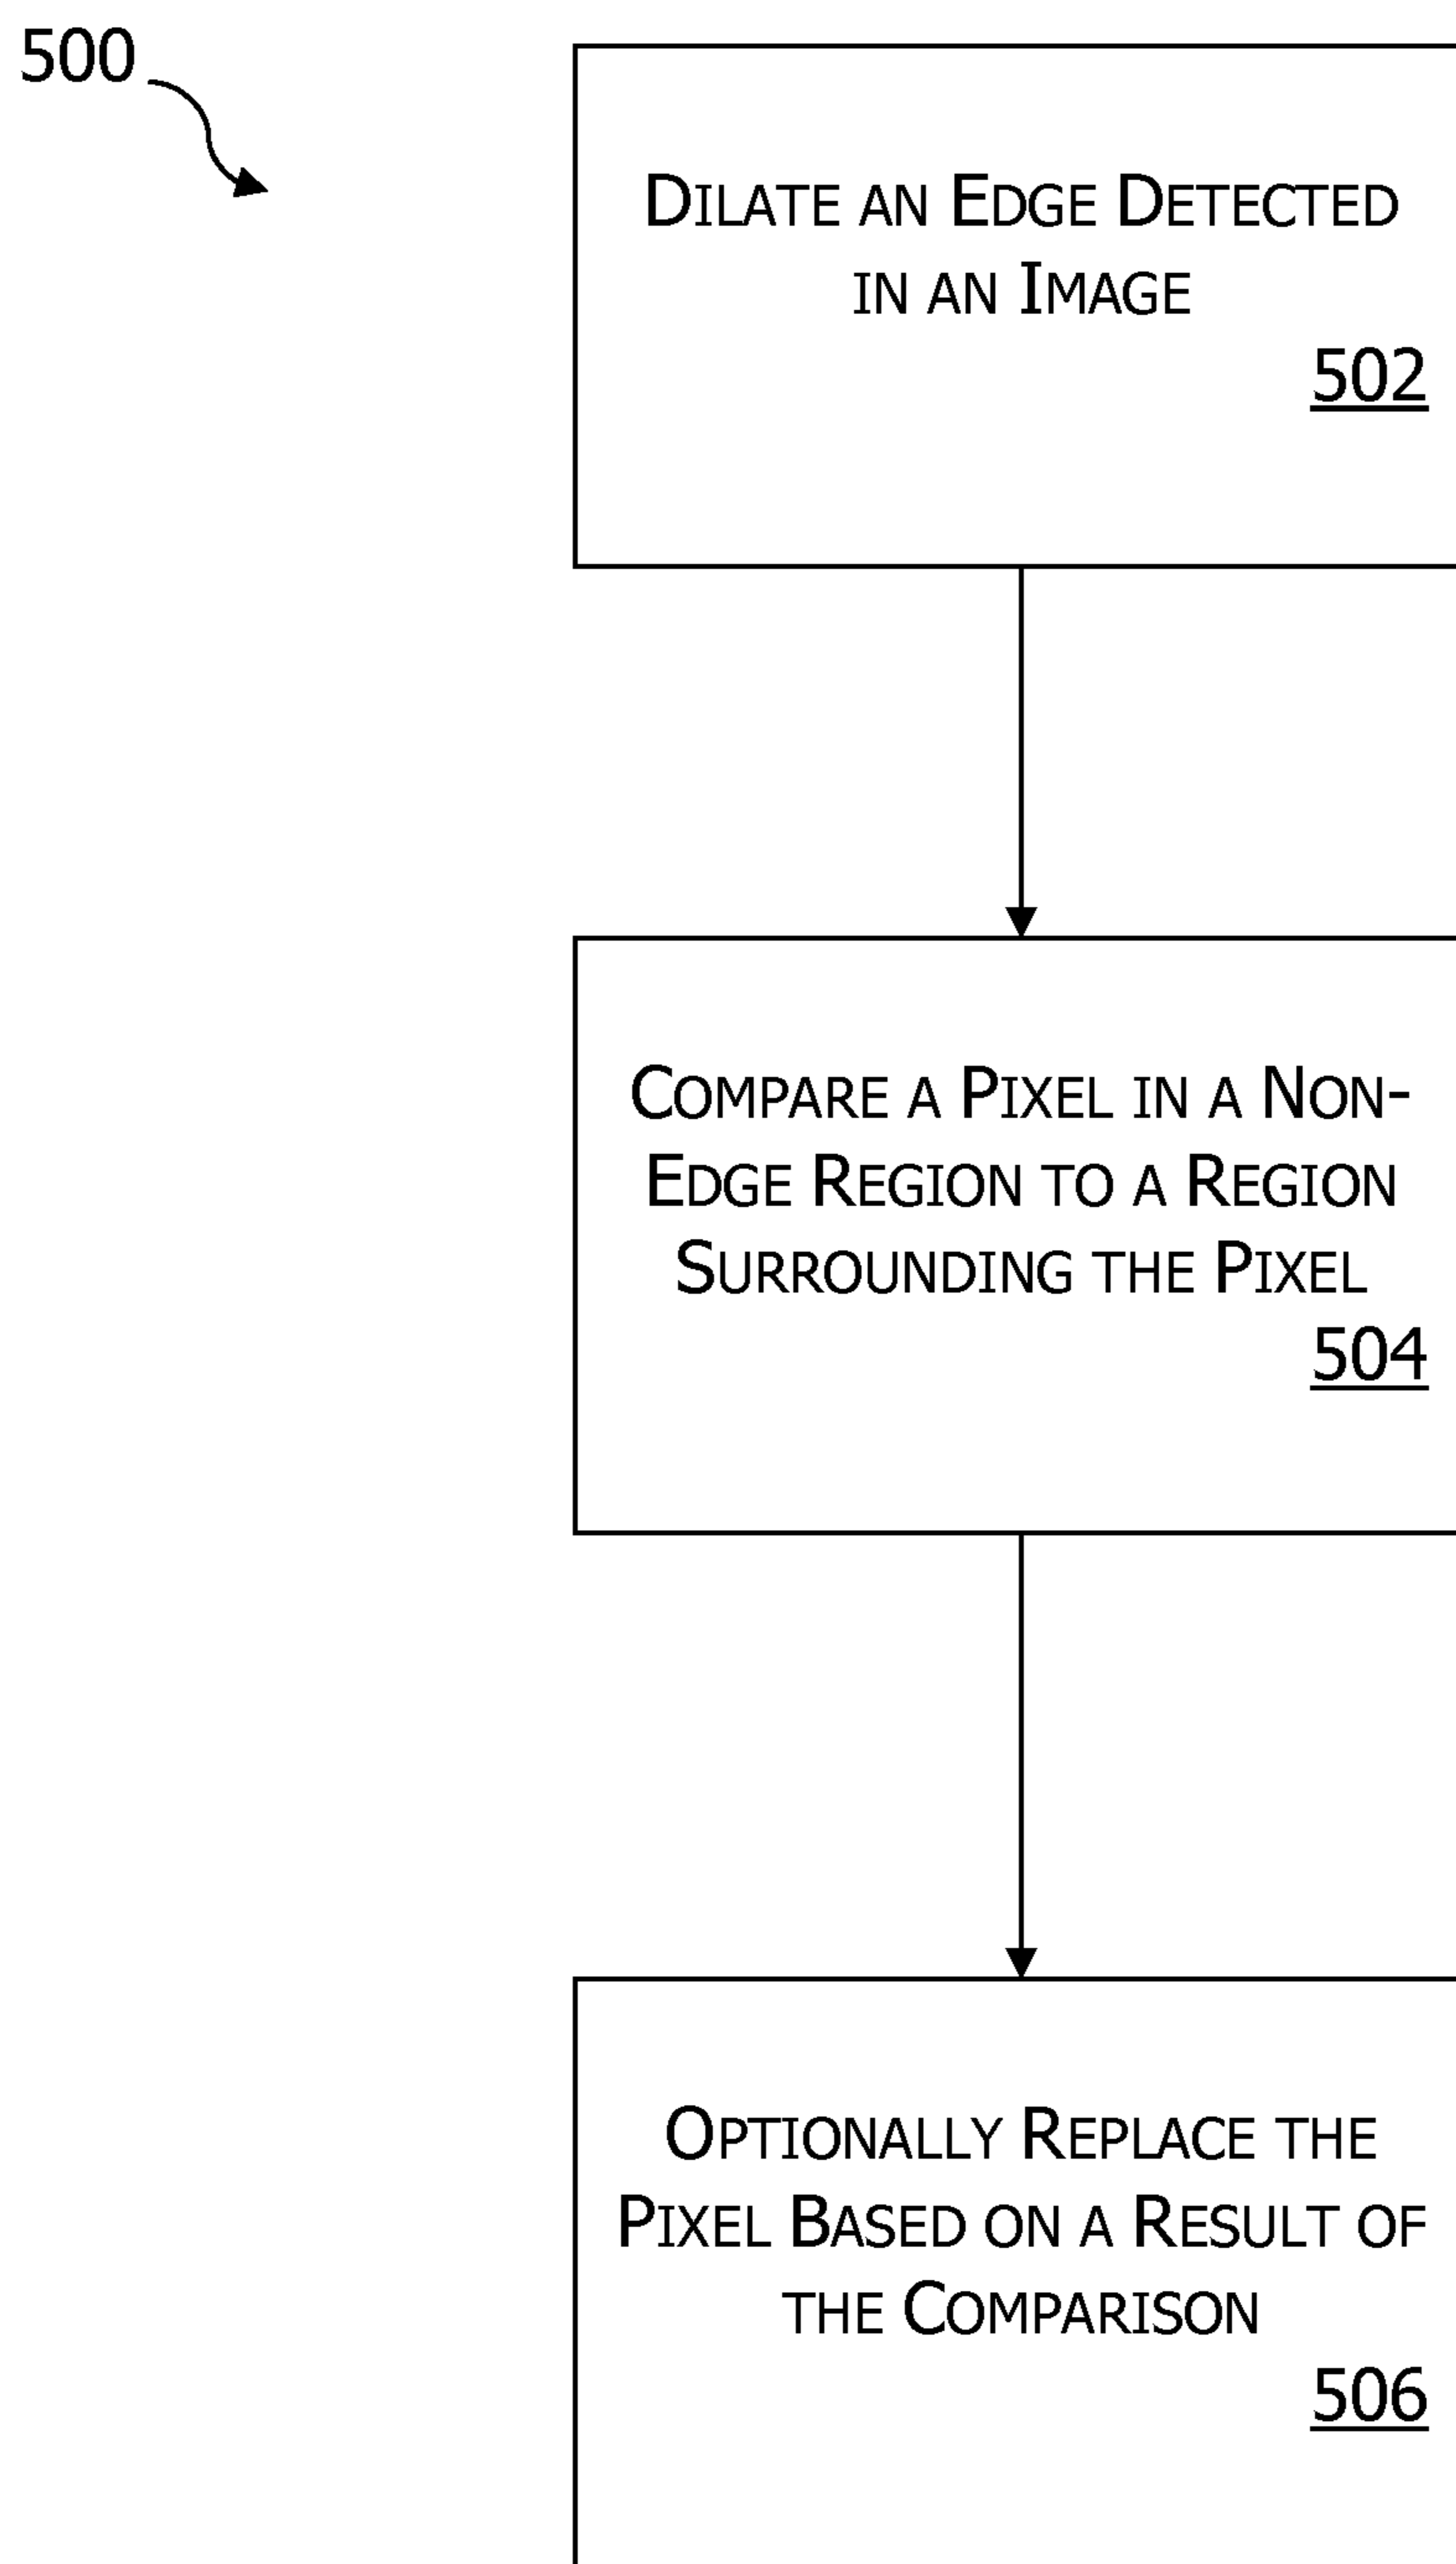 500
Dilate an Edge Detected
in an Image
502
Compare a Pixel in a Non-
Edge Region to a Region
Surrounding the Pixel
504
Optionally Replace the
Pixel Based on a Result of
the Comparison
506